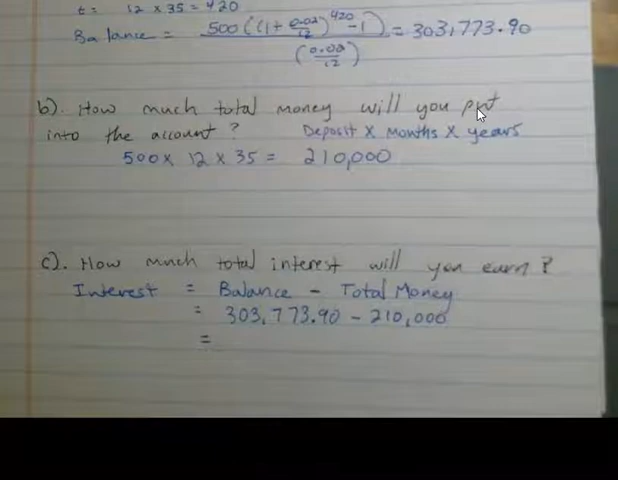 t = 12 x 35 = 420
Balance = 500((1 + 0.02/12)^420 - 1) / (0.02/12) = 303,773.90
b). How much total money will you put
into the account? Deposit x months x years
500 x 12 x 35 = 210,000
c). How much total interest will you earn?
Interest = Balance - Total Money
= 303,773.90 - 210,000
=